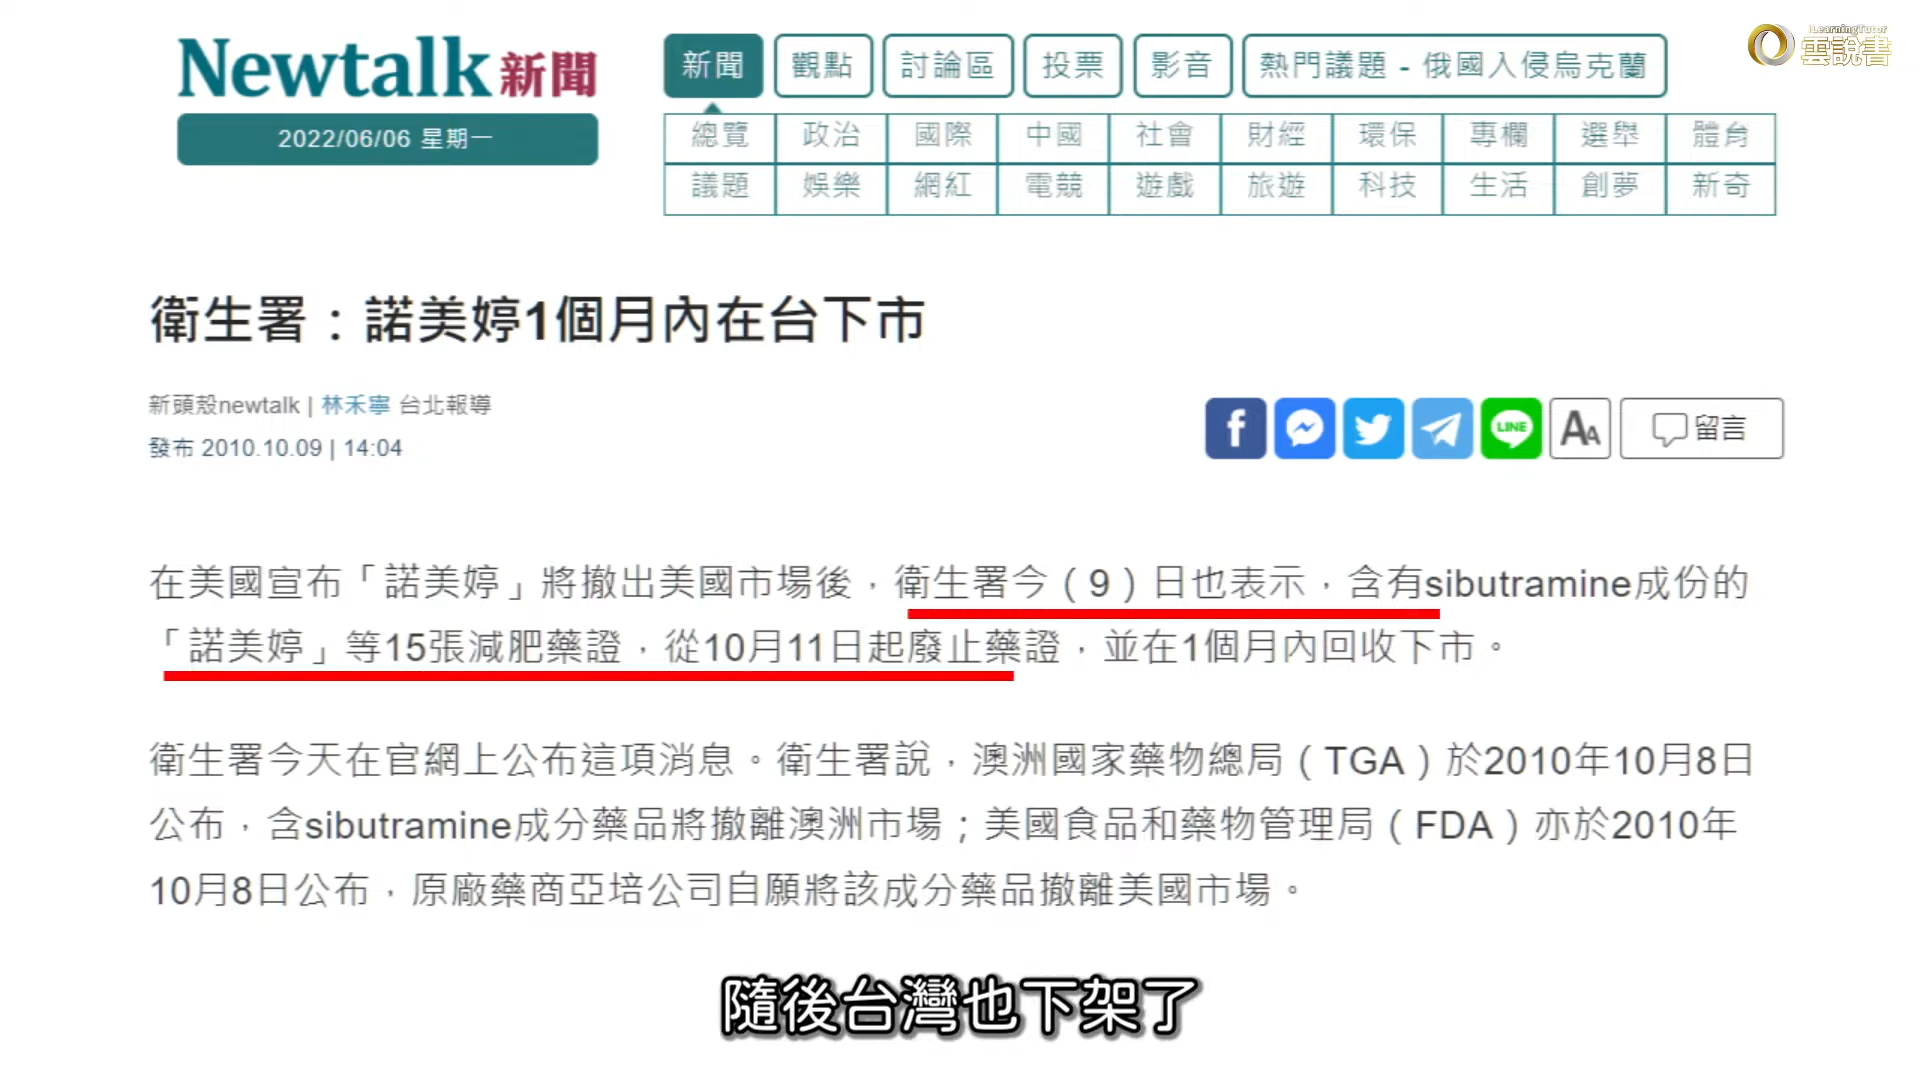 Newtalk新聞
2022/06/06 星期一
新聞 觀點 討論區 投票 影音 熱門議題 - 俄國入侵烏克蘭
總覽 政治 國際 中國 社會 財經 環保 專欄 選舉 體育
議題 娛樂 網紅 電競 遊戲 旅遊 科技 生活 創夢 新奇
iLearningTutor
雲說書
衛生署：諾美婷1個月內在台下市
新頭殼newtalk | 林禾寧 台北報導
發布 2010.10.09 | 14:04
f LINE AA 留言
在美國宣布「諾美婷」將撤出美國市場後，衛生署今（9）日也表示，含有sibutramine成份的
「諾美婷」等15張減肥藥證，從10月11日起廢止藥證，並在1個月內回收下市。
衛生署今天在官網上公布這項消息。衛生署說，澳洲國家藥物總局（TGA）於2010年10月8日
公布，含sibutramine成分藥品將撤離澳洲市場；美國食品和藥物管理局（FDA）亦於2010年
10月8日公布，原廠藥商亞培公司自願將該成分藥品撤離美國市場。
隨後台灣也下架了